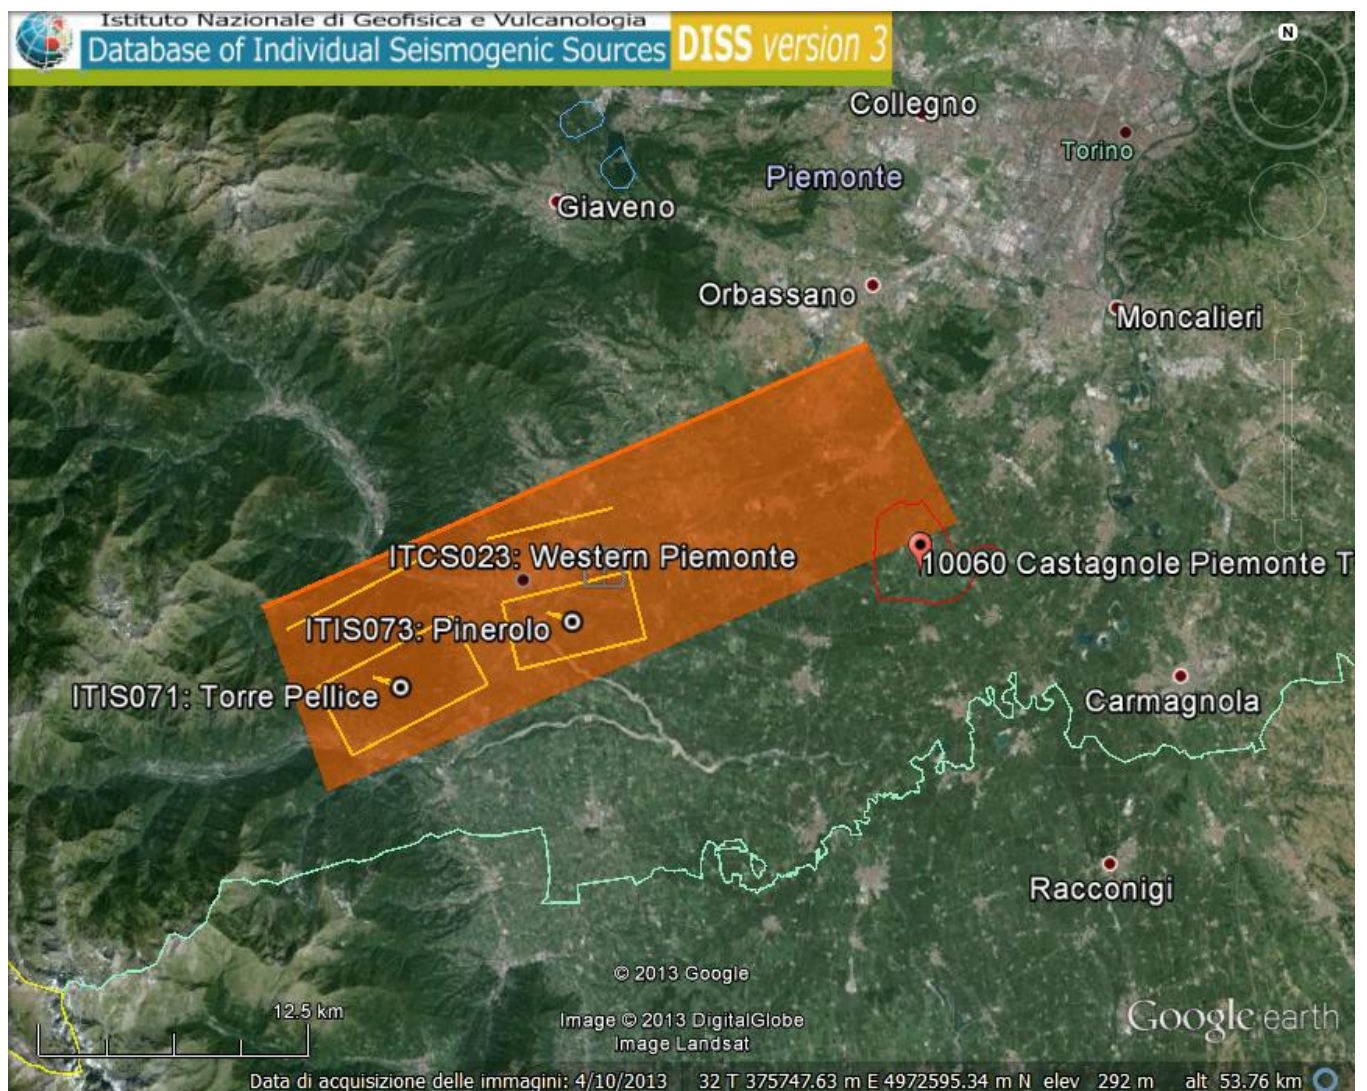 Istituto Nazionale di Geofisica e Vulcanologia
Database of Individual Seismogenic Sources DISS version 3
N
Collegno
Torino
Piemonte
Giaveno
Orbassano
Moncalieri
ITCS023: Western Piemonte
10060 Castagnole Piemonte T
ITIS073: Pinerolo
ITIS071: Torre Pellice
Carmagnola
Racconigi
© 2013 Google
12.5 km
Image © 2013 DigitalGlobe
Image Landsat
Google earth
Data di acquisizione delle immagini: 4/10/2013 32 T 375747.63 m E 4972595.34 m N elev 292 m alt 53.76 km